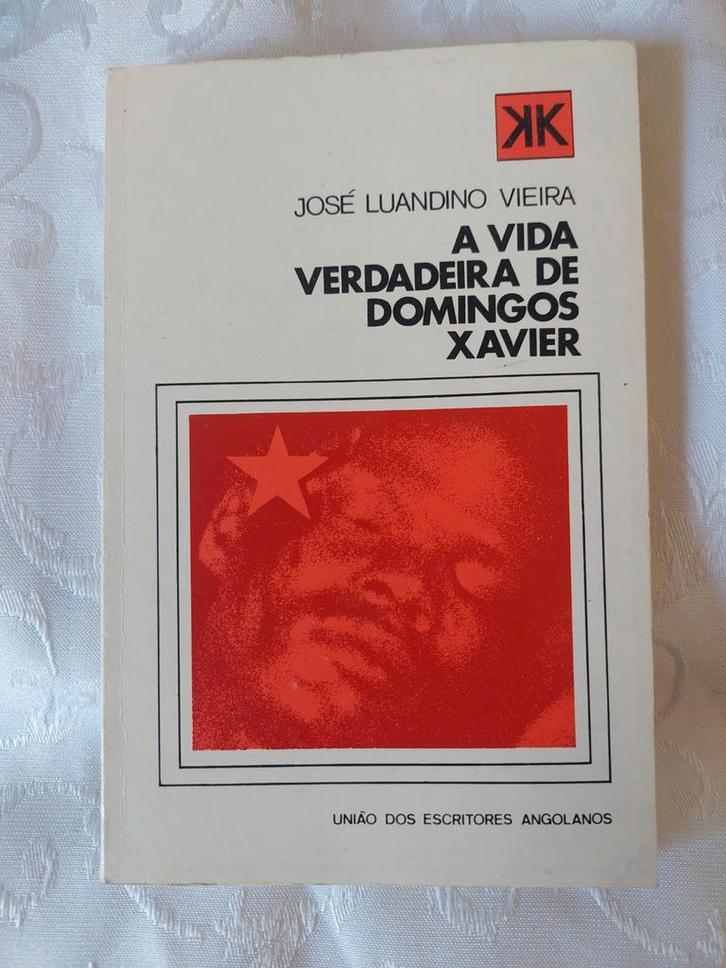 KK
JOSÉ LUANDINO VIEIRA
A VIDA
VERDADEIRA DE
DOMINGOS
XAVIER
UNIÃO DOS ESCRITORES ANGOLANOS